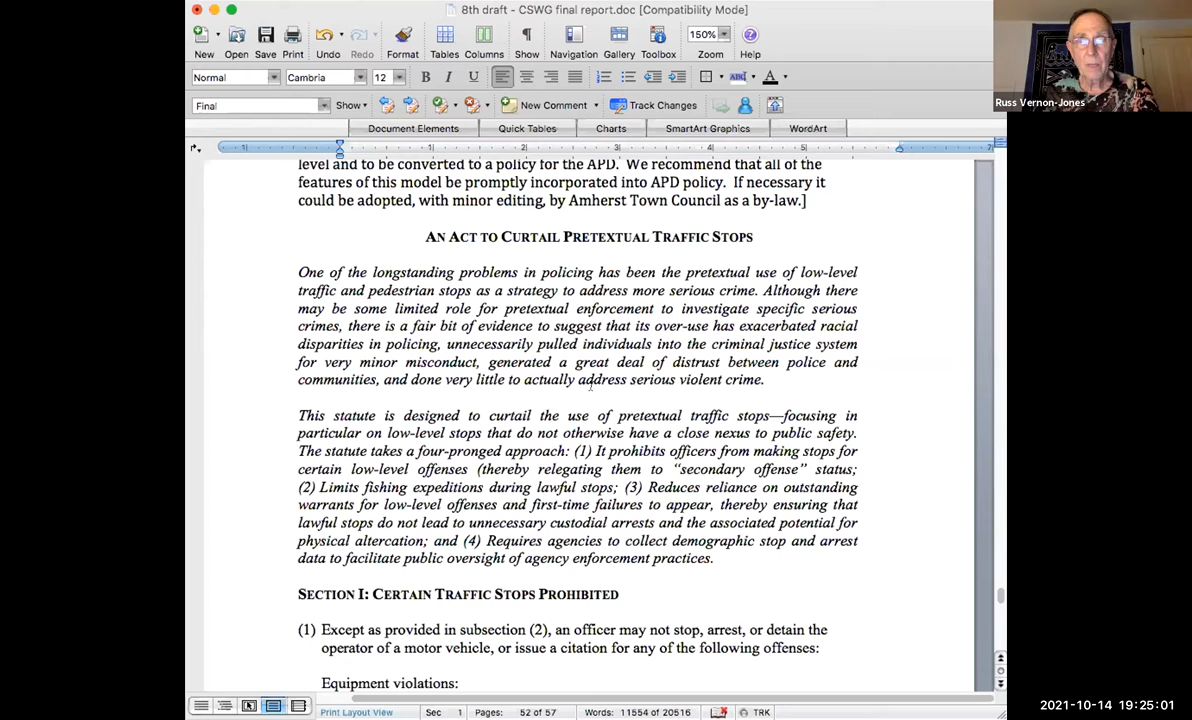 8th draft - CSWG final report.doc [Compatibility Mode]
New Open Save Print Undo Redo Format Tables Columns Show Navigation Gallery Toolbox Zoom Help
150%
Normal Cambria 12 B I U ABC A
Final Show New Comment Track Changes
Document Elements Quick Tables Charts SmartArt Graphics WordArt
1 1 2 3 4 5 7
level and to be converted to a policy for the APD. We recommend that all of the
features of this model be promptly incorporated into APD policy. If necessary it
could be adopted, with minor editing, by Amherst Town Council as a by-law.]
AN ACT TO CURTAIL PRETEXTUAL TRAFFIC STOPS
One of the longstanding problems in policing has been the pretextual use of low-level
traffic and pedestrian stops as a strategy to address more serious crime. Although there
may be some limited role for pretextual enforcement to investigate specific serious
crimes, there is a fair bit of evidence to suggest that its over-use has exacerbated racial
disparities in policing, unnecessarily pulled individuals into the criminal justice system
for very minor misconduct, generated a great deal of distrust between police and
communities, and done very little to actually address serious violent crime.
This statute is designed to curtail the use of pretextual traffic stops—focusing in
particular on low-level stops that do not otherwise have a close nexus to public safety.
The statute takes a four-pronged approach: (1) It prohibits officers from making stops for
certain low-level offenses (thereby relegating them to “secondary offense” status;
(2) Limits fishing expeditions during lawful stops; (3) Reduces reliance on outstanding
warrants for low-level offenses and first-time failures to appear, thereby ensuring that
lawful stops do not lead to unnecessary custodial arrests and the associated potential for
physical altercation; and (4) Requires agencies to collect demographic stop and arrest
data to facilitate public oversight of agency enforcement practices.
SECTION I: CERTAIN TRAFFIC STOPS PROHIBITED
(1) Except as provided in subsection (2), an officer may not stop, arrest, or detain the
operator of a motor vehicle, or issue a citation for any of the following offenses:
Equipment violations:
Print Layout View Sec 1 Pages: 52 of 57 Words: 11554 of 20516 TRK
Russ Vernon-Jones
2021-10-14 19:25:01